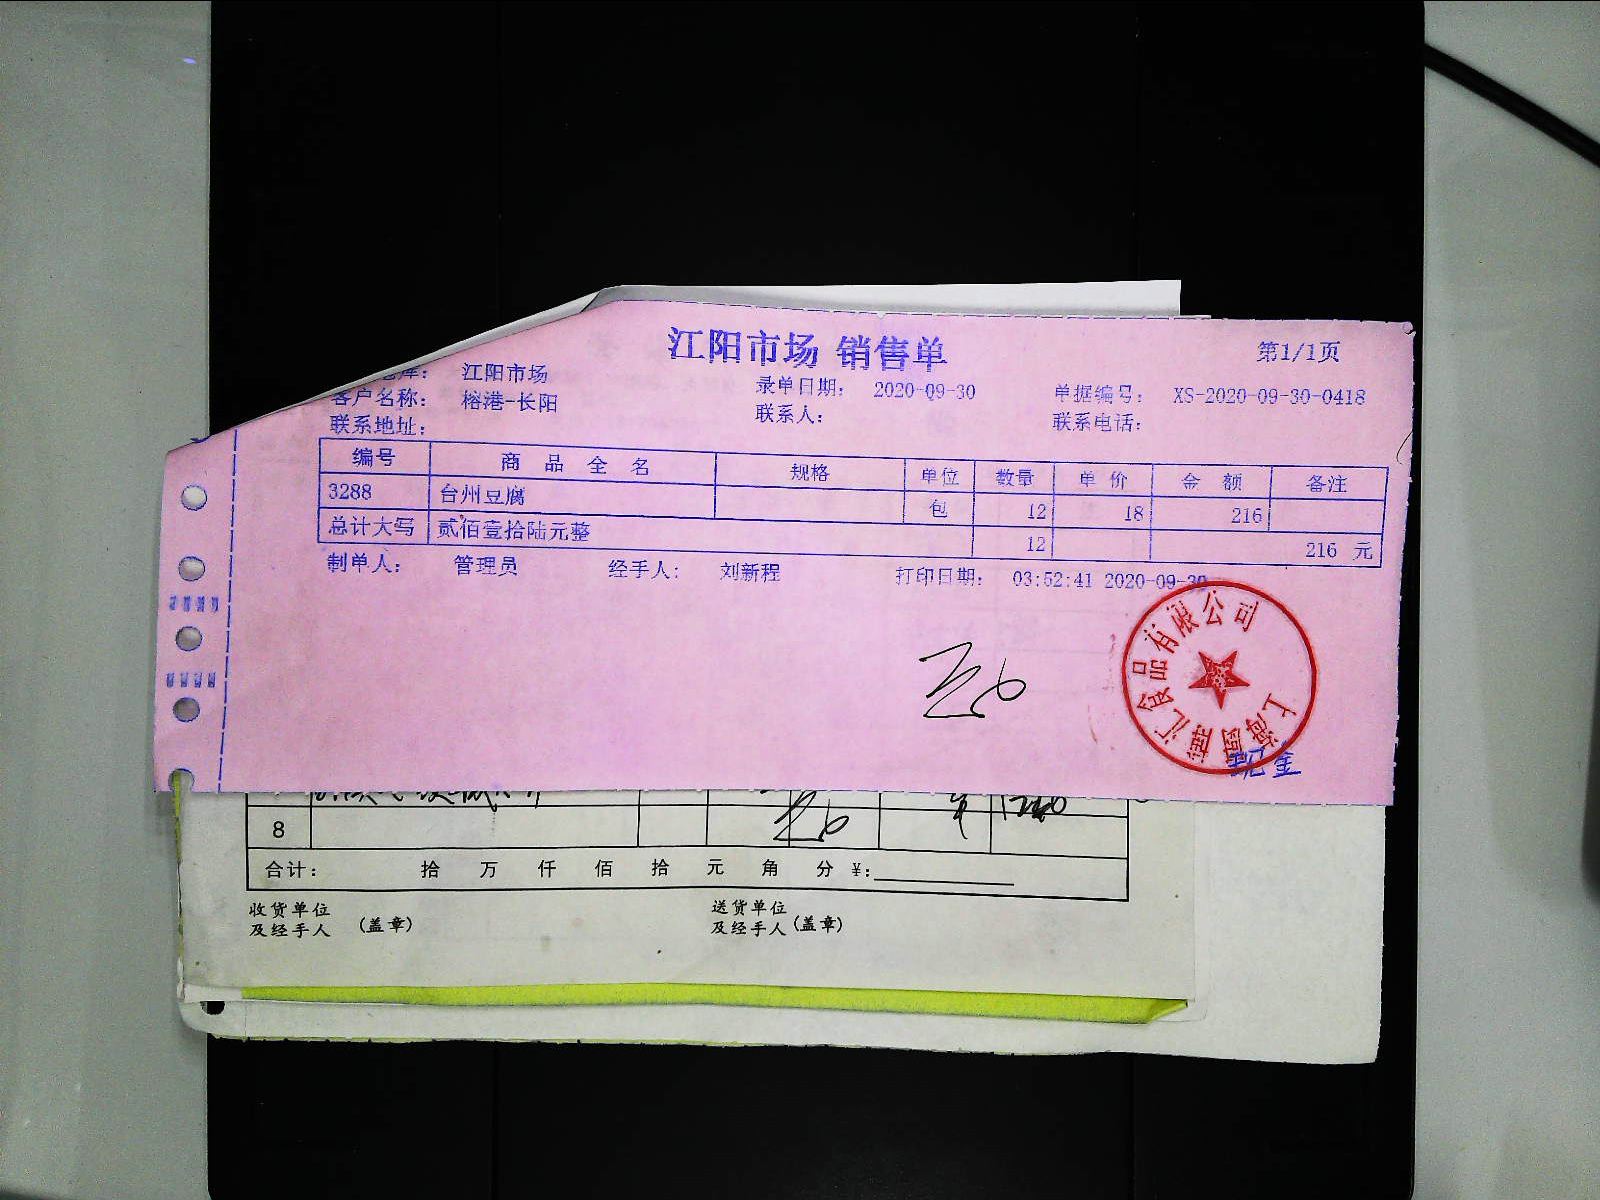 江阳市场 销售单
第1/1页
库： 江阳市场
录单日期： 2020-09-30
单据编号： XS-2020-09-30-0418
客户名称： 榕港-长阳
联系人：
联系电话：
联系地址：
编号 商品全名 规格 单位 数量 单价 金额 备注
3288 台州豆腐 包 12 18 216
总计大写 贰佰壹拾陆元整 12 216 元
制单人： 管理员 经手人： 刘新程 打印日期： 03:52:41 2020-09-30
食品有限公司
上海
现金
8
合计： 拾 万 仟 佰 拾 元 角 分 ¥：
收货单位
及经手人 （盖章）
送货单位
及经手人（盖章）